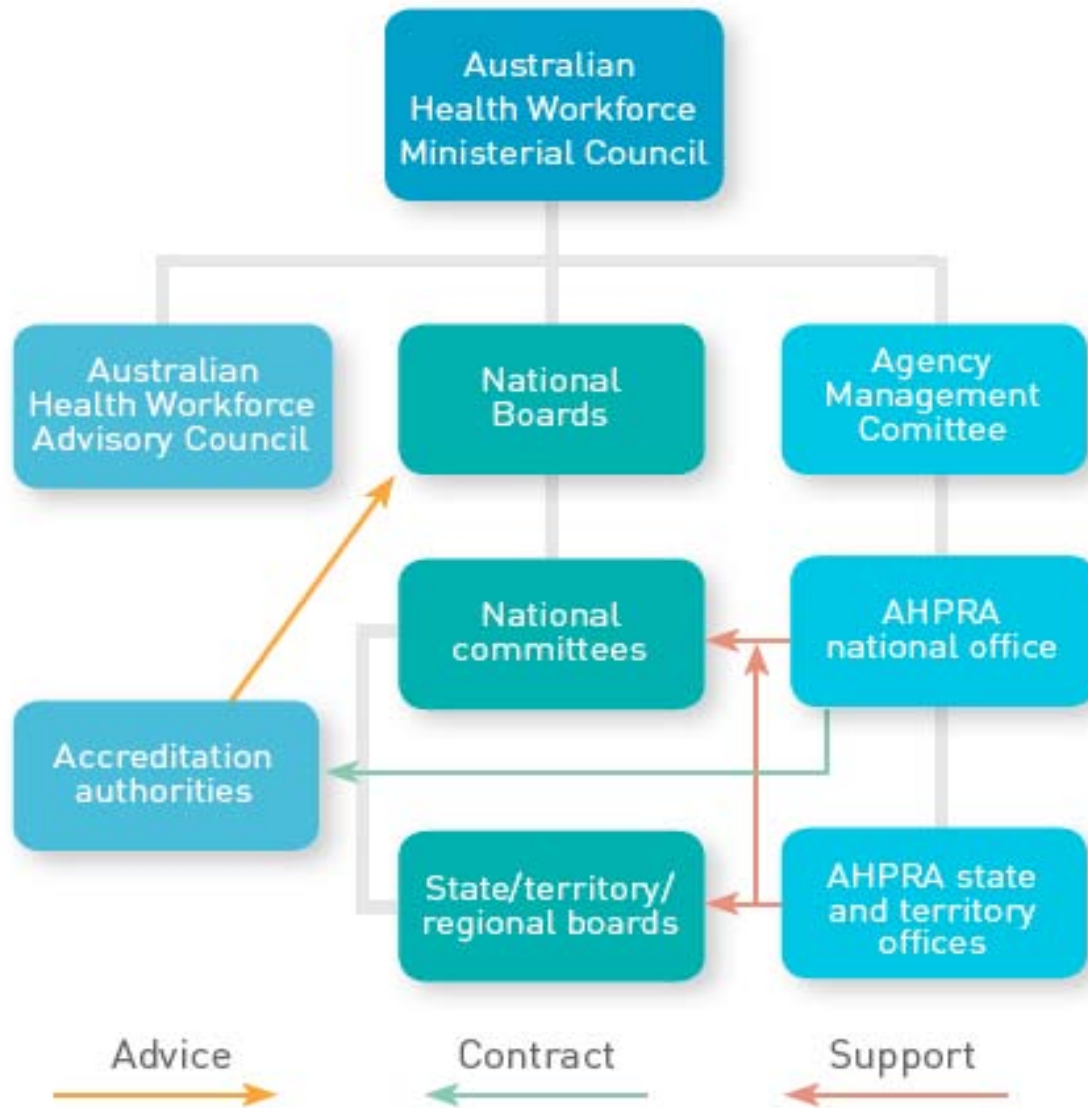 Australian
Health Workforce
Ministerial Council
Australian
Health Workforce
Advisory Council
National
Boards
Agency
Management
Comittee
National
committees
AHPRA
national office
Accreditation
authorities
State/territory/
regional boards
AHPRA state
and territory
offices
Advice
Contract
Support